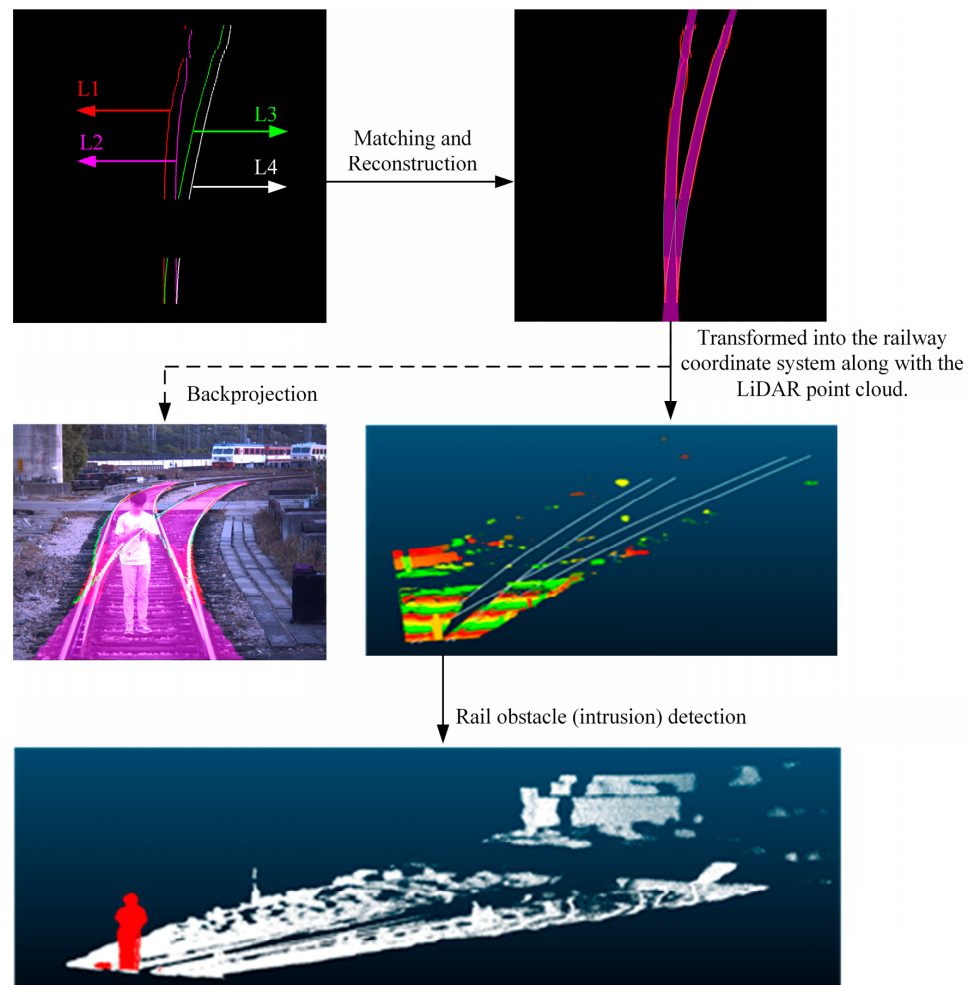 L1
L3
L2
L4
Matching and
Reconstruction
Transformed into the railway
coordinate system along with the
LiDAR point cloud.
Backprojection
Rail obstacle (intrusion) detection